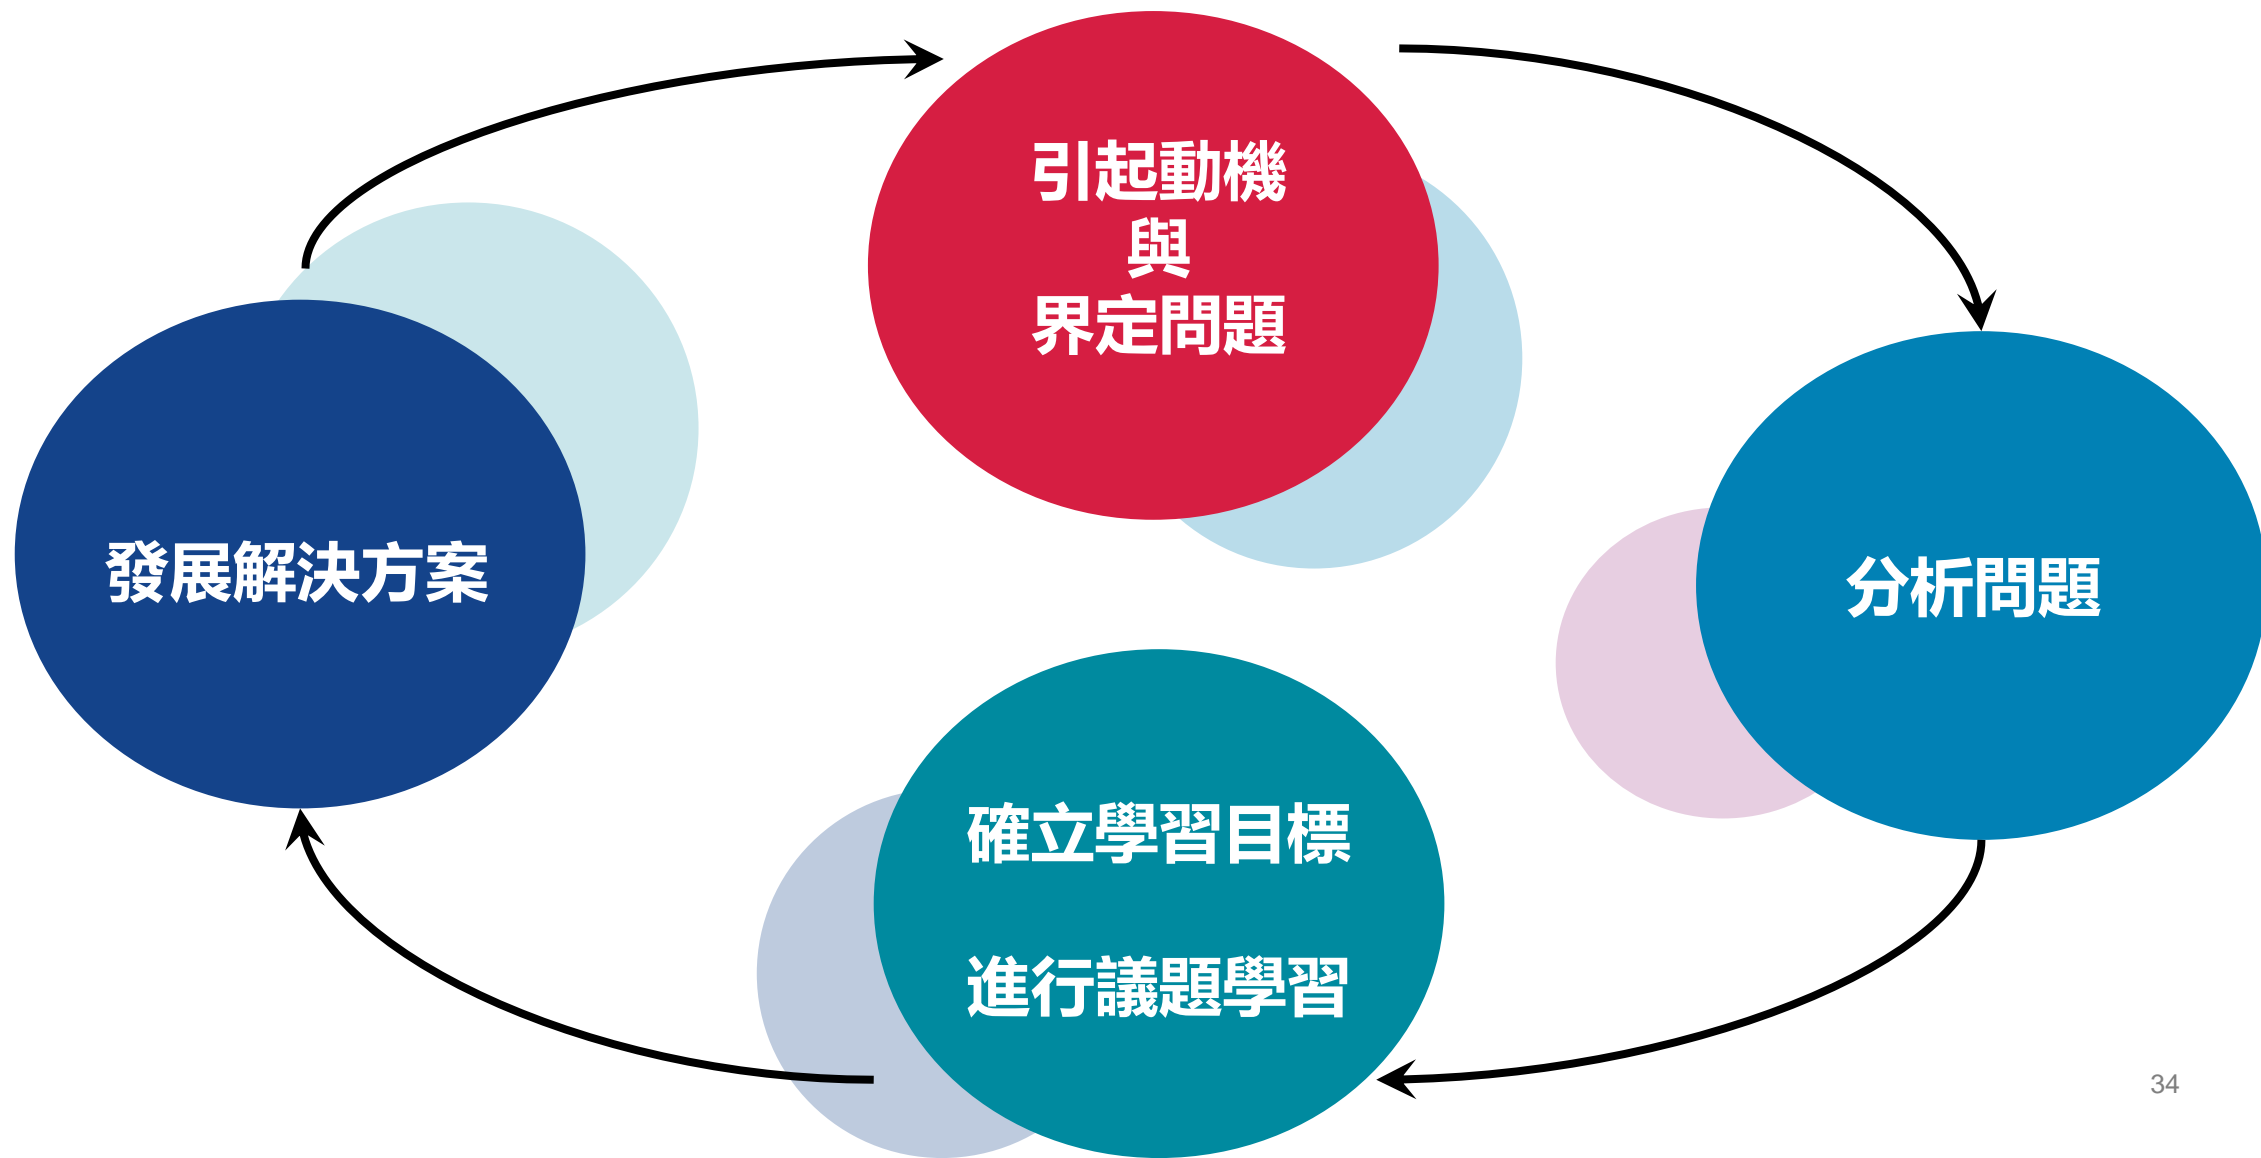 引起動機
與
界定問題
分析問題
確立學習目標
進行議題學習
發展解決方案
34